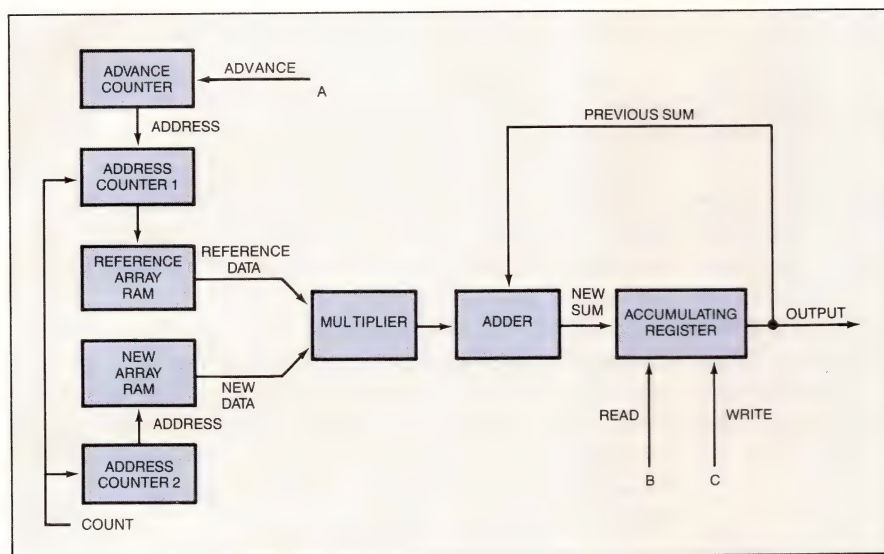 ADVANCE
COUNTER
ADVANCE
A
ADDRESS
PREVIOUS SUM
ADDRESS
COUNTER 1
REFERENCE
ARRAY
RAM
REFERENCE
DATA
MULTIPLIER
ADDER
NEW
SUM
ACCUMULATING
REGISTER
OUTPUT
NEW
ARRAY
RAM
NEW
DATA
ADDRESS
READ
WRITE
ADDRESS
COUNTER 2
B
C
COUNT